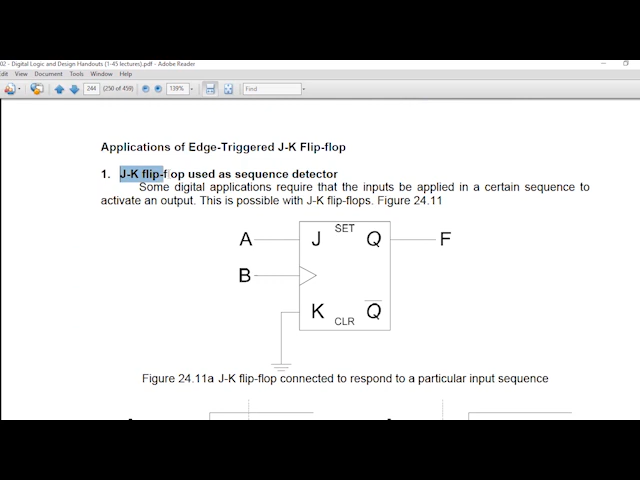 02 - Digital Logic and Design Handouts (1-45 lectures).pdf - Adobe Reader
dit View Document Tools Window Help
244 (250 of 459) 139% Find
Applications of Edge-Triggered J-K Flip-flop
1. J-K flip-flop used as sequence detector
Some digital applications require that the inputs be applied in a certain sequence to
activate an output. This is possible with J-K flip-flops. Figure 24.11
SET
A J Q F
B
K Q
CLR
Figure 24.11a J-K flip-flop connected to respond to a particular input sequence